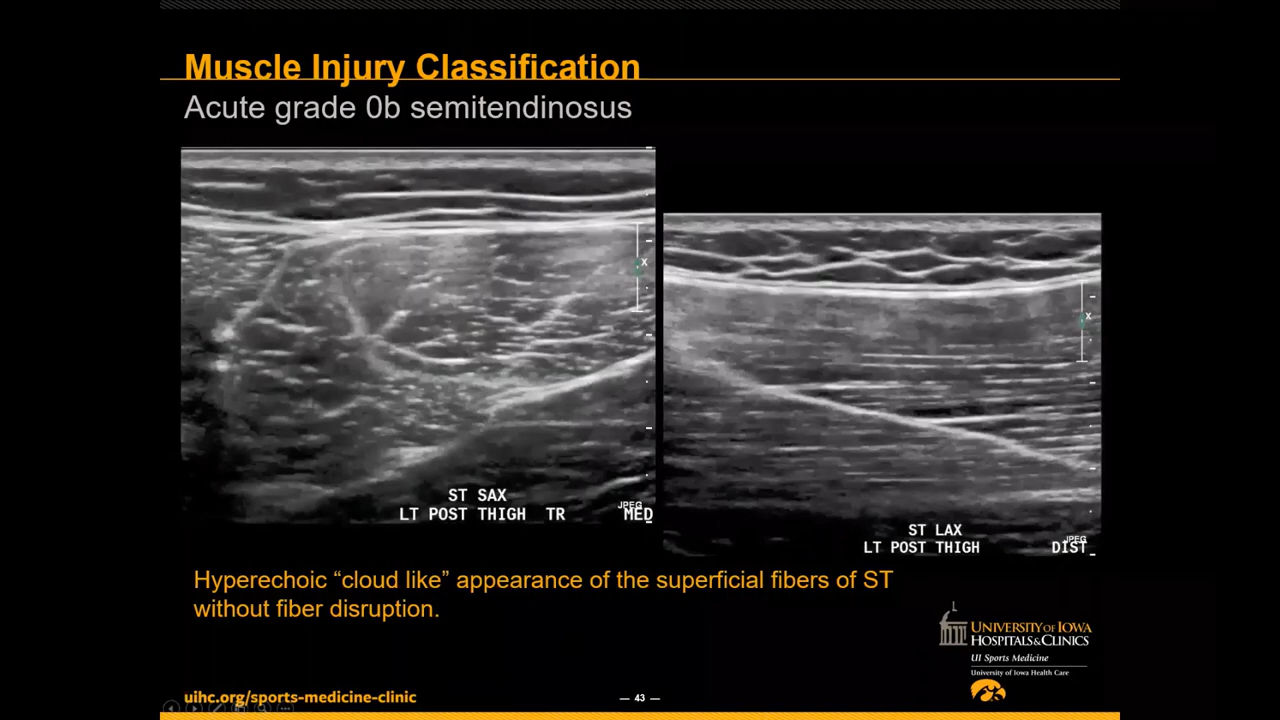 Muscle Injury Classification
Acute grade 0b semitendinosus
X
ST SAX
LT POST THIGH TR MED
JPEG
X
ST LAX
LT POST THIGH DIST
JPEG
Hyperechoic “cloud like” appearance of the superficial fibers of ST
without fiber disruption.
UNIVERSITY OF IOWA
HOSPITALS & CLINICS
UI Sports Medicine
University of Iowa Health Care
uihc.org/sports-medicine-clinic
— 43 —